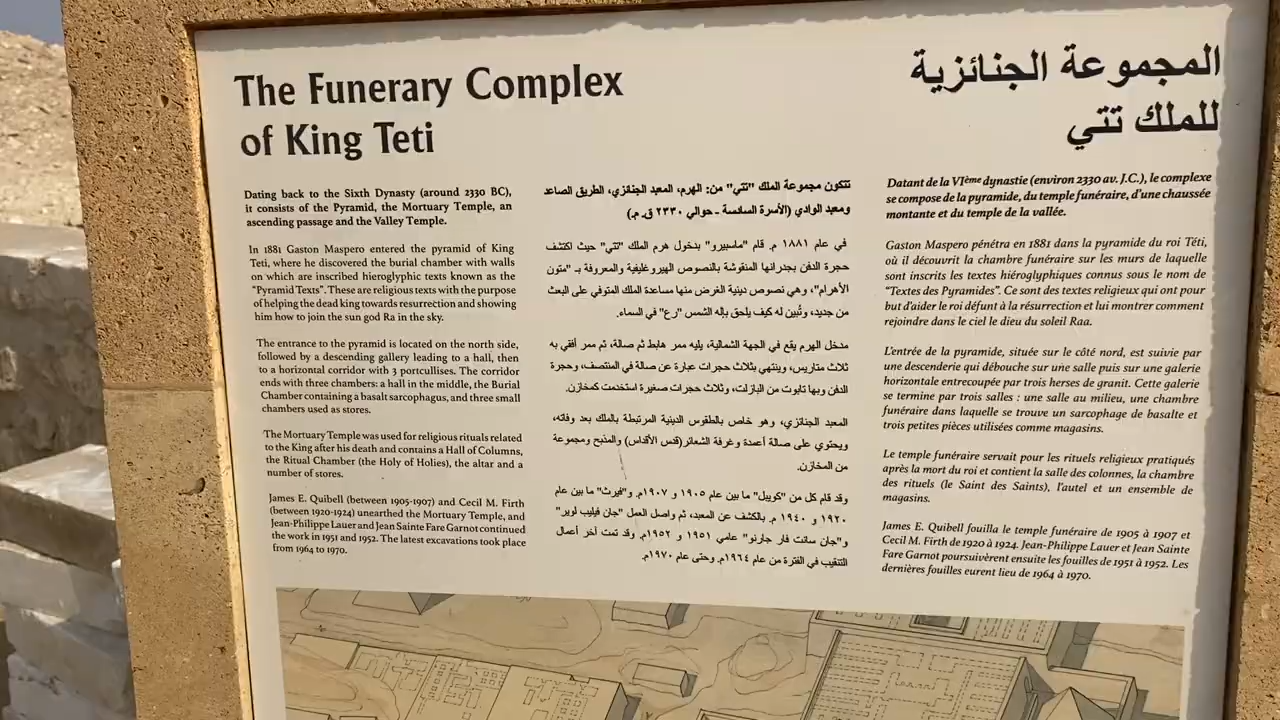 The Funerary Complex
of King Teti
المجموعة الجنائزية
للملك تتي
Dating back to the Sixth Dynasty (around 2330 BC),
it consists of the Pyramid, the Mortuary Temple, an
ascending passage and the Valley Temple.
In 1881 Gaston Maspero entered the pyramid of King
Teti, where he discovered the burial chamber with walls
on which are inscribed hieroglyphic texts known as the
"Pyramid Texts". These are religious texts with the purpose
of helping the dead king towards resurrection and showing
him how to join the sun god Ra in the sky.
The entrance to the pyramid is located on the north side,
followed by a descending gallery leading to a hall, then
to a horizontal corridor with 3 portcullises. The corridor
ends with three chambers: a hall in the middle, the Burial
Chamber containing a basalt sarcophagus, and three small
chambers used as stores.
The Mortuary Temple was used for religious rituals related
to the King after his death and contains a Hall of Columns,
the Ritual Chamber (the Holy of Holies), the altar and a
number of stores.
James E. Quibell (between 1905-1907) and Cecil M. Firth
(between 1920-1924) unearthed the Mortuary Temple, and
Jean-Philippe Lauer and Jean Sainte Fare Garnot continued
the work in 1951 and 1952. The latest excavations took place
from 1964 to 1970.
تتكون مجموعة الملك "تتي" من: الهرم، المعبد الجنائزي، الطريق الصاعد
ومعبد الوادي (الأسرة السادسة - حوالي ٢٣٣٠ ق.م)
في عام ١٨٨١ م. قام "ماسبيرو" بدخول هرم الملك "تتي" حيث اكتشف
حجرة الدفن بجدرانها المنقوشة بالنصوص الهيروغليفية والمعروفة بـ "متون
الأهرام"، وهي نصوص دينية الغرض منها مساعدة الملك المتوفي على البعث
من جديد، وتُبين له كيف يلحق بإله الشمس "رع" في السماء.
مدخل الهرم يقع في الجهة الشمالية، يليه ممر هابط ثم صالة، ثم ممر أفقي به
ثلاث متاريس، وينتهي بثلاث حجرات عبارة عن صالة في المنتصف، وحجرة
الدفن وبها تابوت من البازلت، وثلاث حجرات صغيرة استخدمت كمخازن.
المعبد الجنائزي، وهو خاص بالطقوس الدينية المرتبطة بالملك بعد وفاته،
ويحتوي على صالة أعمدة وغرفة الشعائر(قدس الأقداس) والمذبح ومجموعة
من المخازن.
وقد قام كل من "كويبل" ما بين عام ١٩٠٥ و ١٩٠٧م. و"فيرث" ما بين عام
١٩٢٠ و ١٩٤٠ م. بالكشف عن المعبد، ثم واصل العمل "جان فيليب لوير"
و"جان سانت فار جارنو" عامي ١٩٥١ و ١٩٥٢م. وقد تمت آخر أعمال
التنقيب في الفترة من عام ١٩٦٤م. وحتى عام ١٩٧٠م.
Datant de la VIème dynastie (environ 2330 av. J.C.), le complexe
se compose de la pyramide, du temple funéraire, d'une chaussée
montante et du temple de la vallée.
Gaston Maspero pénétra en 1881 dans la pyramide du roi Téti,
où il découvrit la chambre funéraire sur les murs de laquelle
sont inscrits les textes hiéroglyphiques connus sous le nom de
"Textes des Pyramides". Ce sont des textes religieux qui ont pour
but d'aider le roi défunt à la résurrection et lui montrer comment
rejoindre dans le ciel le dieu du soleil Raa.
L'entrée de la pyramide, située sur le côté nord, est suivie par
une descenderie qui débouche sur une salle puis sur une galerie
horizontale entrecoupée par trois herses de granit. Cette galerie
se termine par trois salles : une salle au milieu, une chambre
funéraire dans laquelle se trouve un sarcophage de basalte et
trois petites pièces utilisées comme magasins.
Le temple funéraire servait pour les rituels religieux pratiqués
après la mort du roi et contient la salle des colonnes, la chambre
des rituels (le Saint des Saints), l'autel et un ensemble de
magasins.
James E. Quibell fouilla le temple funéraire de 1905 à 1907 et
Cecil M. Firth de 1920 à 1924. Jean-Philippe Lauer et Jean Sainte
Fare Garnot poursuivèrent ensuite les fouilles de 1951 à 1952. Les
dernières fouilles eurent lieu de 1964 à 1970.